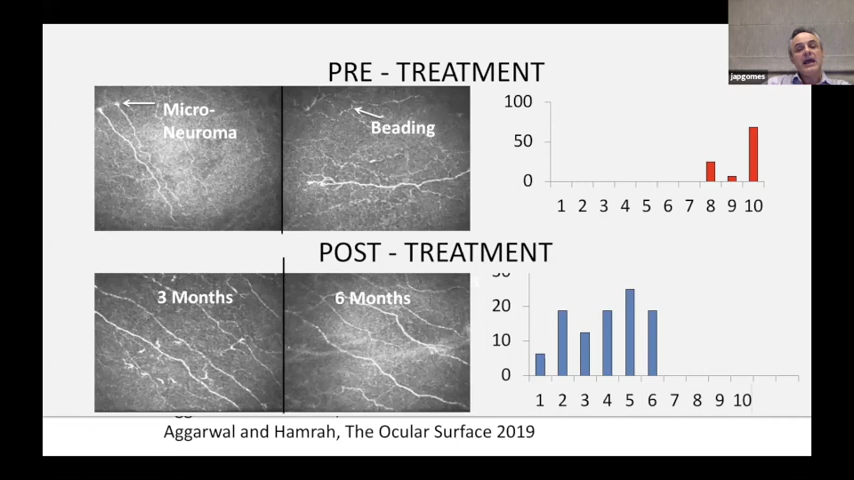 japgomes
PRE - TREATMENT
Micro-
Neuroma
Beading
100
50
0
1 2 3 4 5 6 7 8 9 10
POST - TREATMENT
3 Months
6 Months
20
10
0
1 2 3 4 5 6 7 8 9 10
Aggarwal and Hamrah, The Ocular Surface 2019